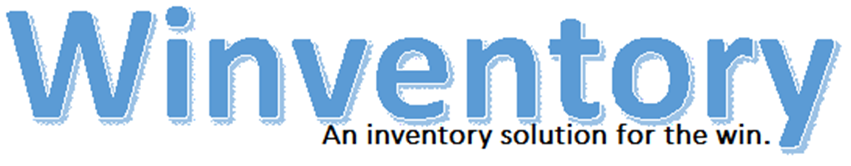 Winventory
An inventory solution for the win.